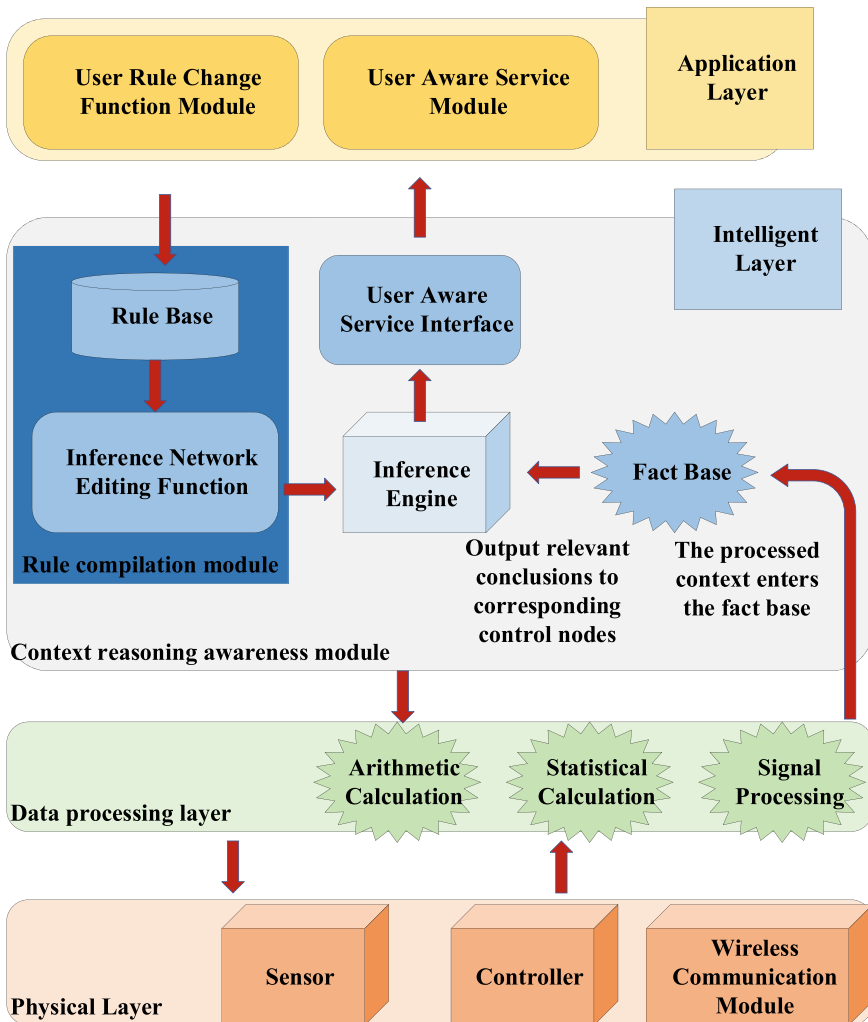 User Rule Change
Function Module
User Aware Service
Module
Application
Layer
Intelligent
Layer
Rule Base
User Aware
Service Interface
Inference Network
Editing Function
Inference
Engine
Fact Base
Rule compilation module
Output relevant
conclusions to
corresponding
control nodes
The processed
context enters
the fact base
Context reasoning awareness module
Arithmetic
Calculation
Statistical
Calculation
Signal
Processing
Data processing layer
Sensor
Controller
Wireless
Communication
Module
Physical Layer